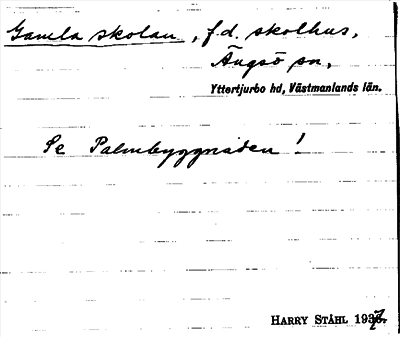 Gamla skolan, f.d. skolhus,
Ängsö sn,
Yttertjurbo hd, Västmanlands län.
Se Palmbyggnaden!
HARRY STÅHL 1937.